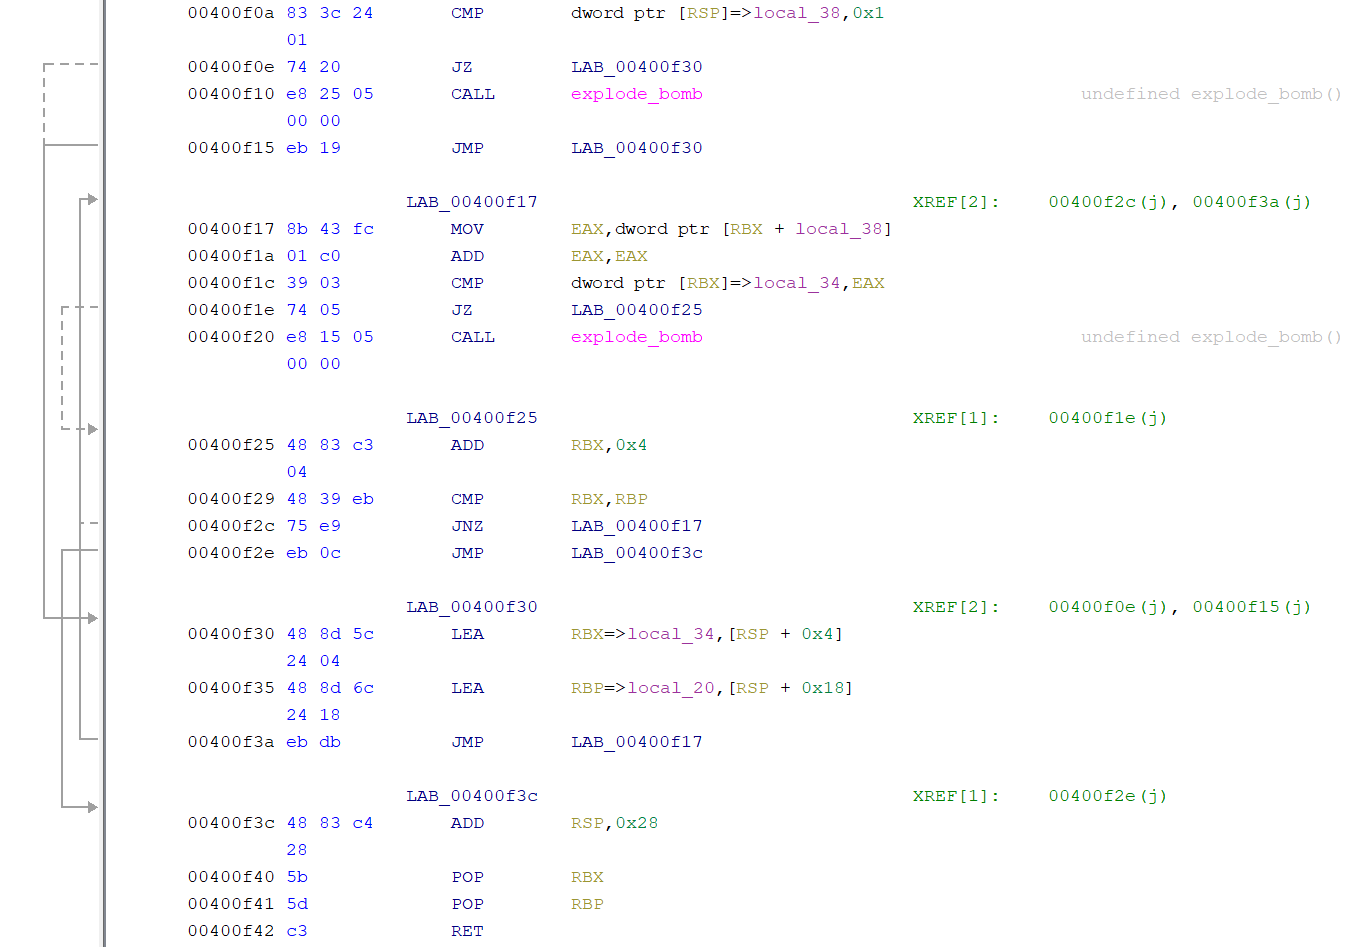 00400f0a 83 3c 24 CMP dword ptr [RSP]=>local_38,0x1
01
00400f0e 74 20 JZ LAB_00400f30
00400f10 e8 25 05 CALL explode_bomb undefined explode_bomb()
00 00
00400f15 eb 19 JMP LAB_00400f30
LAB_00400f17 XREF[2]: 00400f2c(j), 00400f3a(j)
00400f17 8b 43 fc MOV EAX,dword ptr [RBX + local_38]
00400f1a 01 c0 ADD EAX,EAX
00400f1c 39 03 CMP dword ptr [RBX]=>local_34,EAX
00400f1e 74 05 JZ LAB_00400f25
00400f20 e8 15 05 CALL explode_bomb undefined explode_bomb()
00 00
LAB_00400f25 XREF[1]: 00400f1e(j)
00400f25 48 83 c3 ADD RBX,0x4
04
00400f29 48 39 eb CMP RBX,RBP
00400f2c 75 e9 JNZ LAB_00400f17
00400f2e eb 0c JMP LAB_00400f3c
LAB_00400f30 XREF[2]: 00400f0e(j), 00400f15(j)
00400f30 48 8d 5c LEA RBX=>local_34,[RSP + 0x4]
24 04
00400f35 48 8d 6c LEA RBP=>local_20,[RSP + 0x18]
24 18
00400f3a eb db JMP LAB_00400f17
LAB_00400f3c XREF[1]: 00400f2e(j)
00400f3c 48 83 c4 ADD RSP,0x28
28
00400f40 5b POP RBX
00400f41 5d POP RBP
00400f42 c3 RET